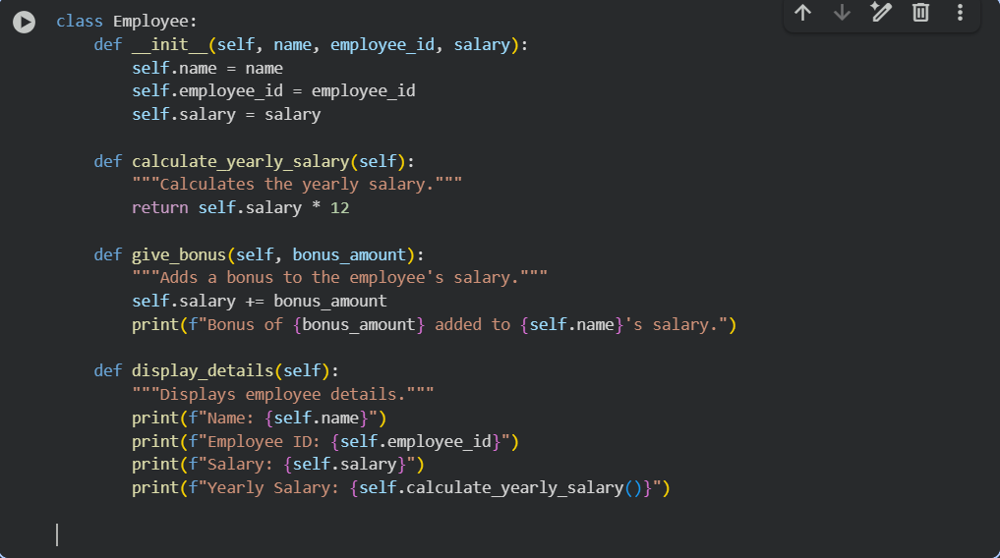 class Employee:
    def __init__(self, name, employee_id, salary):
        self.name = name
        self.employee_id = employee_id
        self.salary = salary

    def calculate_yearly_salary(self):
        """Calculates the yearly salary."""
        return self.salary * 12

    def give_bonus(self, bonus_amount):
        """Adds a bonus to the employee's salary."""
        self.salary += bonus_amount
        print(f"Bonus of {bonus_amount} added to {self.name}'s salary.")

    def display_details(self):
        """Displays employee details."""
        print(f"Name: {self.name}")
        print(f"Employee ID: {self.employee_id}")
        print(f"Salary: {self.salary}")
        print(f"Yearly Salary: {self.calculate_yearly_salary()}")